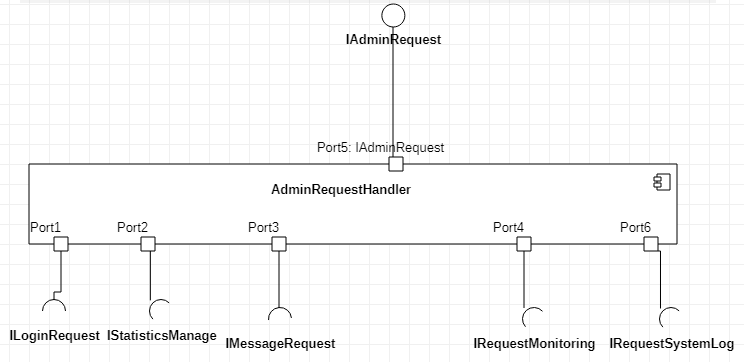 IAdminRequest
Port5: IAdminRequest
AdminRequestHandler
Port1 Port2 Port3 Port4 Port6
ILoginRequest IStatisticsManage IMessageRequest IRequestMonitoring IRequestSystemLog